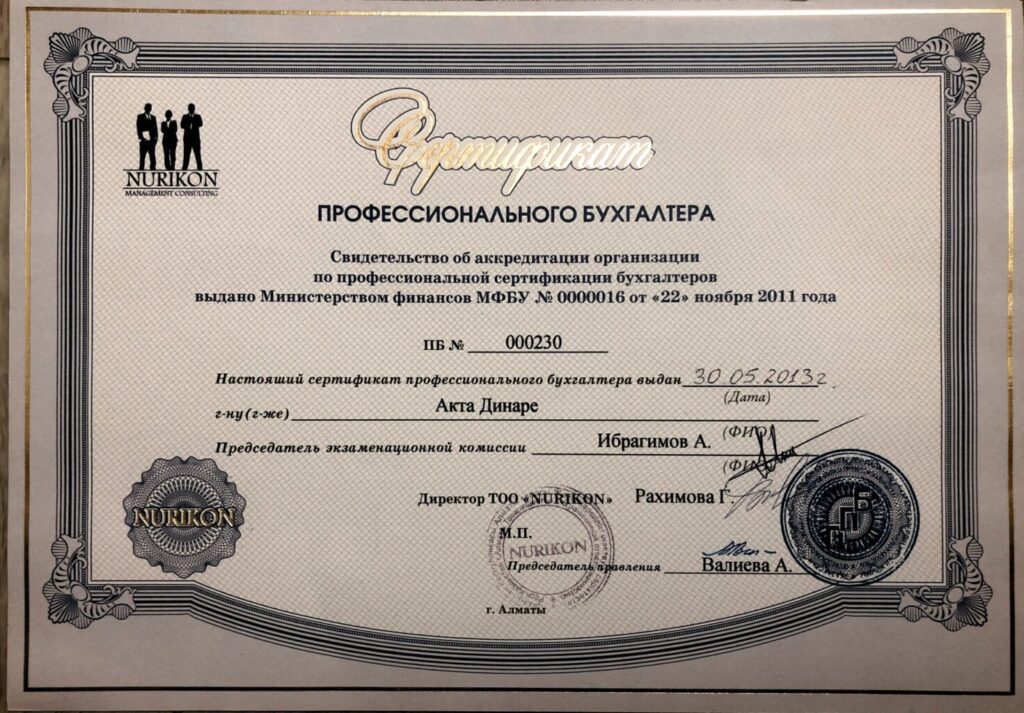 NURIKON
MANAGEMENT CONSULTING
Сертификат
ПРОФЕССИОНАЛЬНОГО БУХГАЛТЕРА
Свидетельство об аккредитации организации
по профессиональной сертификации бухгалтеров
выдано Министерством финансов МФБУ № 0000016 от «22» ноября 2011 года
ПБ № 000230
Настоящий сертификат профессионального бухгалтера выдан 30.05.2013 г.
(Дата)
г-ну (г-же) Акта Динаре
(ФИО)
Председатель экзаменационной комиссии Ибрагимов А.
Директор ТОО «NURIKON» Рахимова Г
NURIKON
М.П.
NURIKON
Председатель правления Валиева А.
г. Алматы